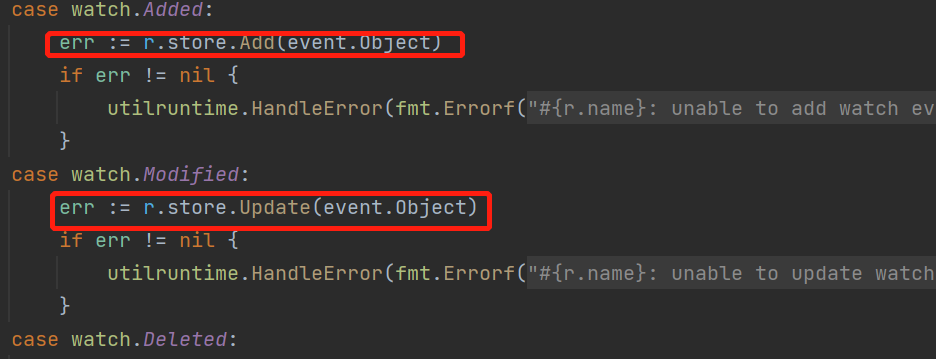 case watch.Added:
err := r.store.Add(event.Object)
if err != nil {
utilruntime.HandleError(fmt.Errorf("#{r.name}: unable to add watch ev
}
case watch.Modified:
err := r.store.Update(event.Object)
if err != nil {
utilruntime.HandleError(fmt.Errorf("#{r.name}: unable to update watch
}
case watch.Deleted: